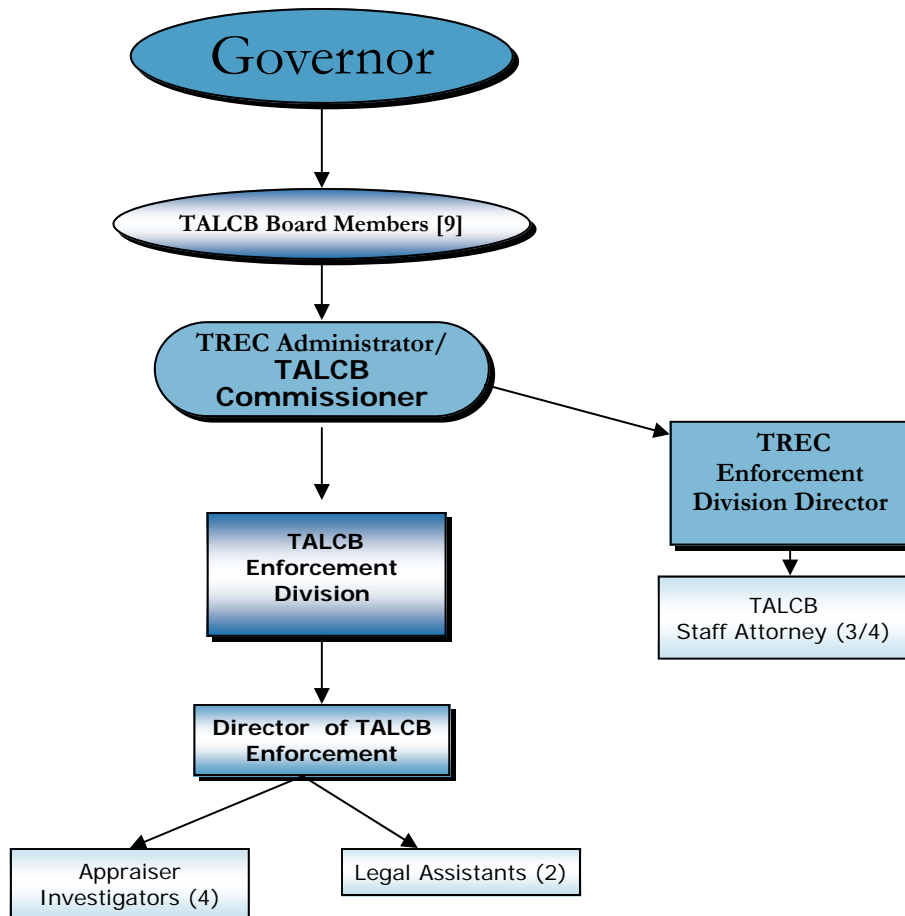 Governor
TALCB Board Members [9]
TREC Administrator/
TALCB
Commissioner
TREC
Enforcement
Division Director
TALCB
Enforcement
Division
TALCB
Staff Attorney (3/4)
Director of TALCB
Enforcement
Appraiser
Investigators (4)
Legal Assistants (2)